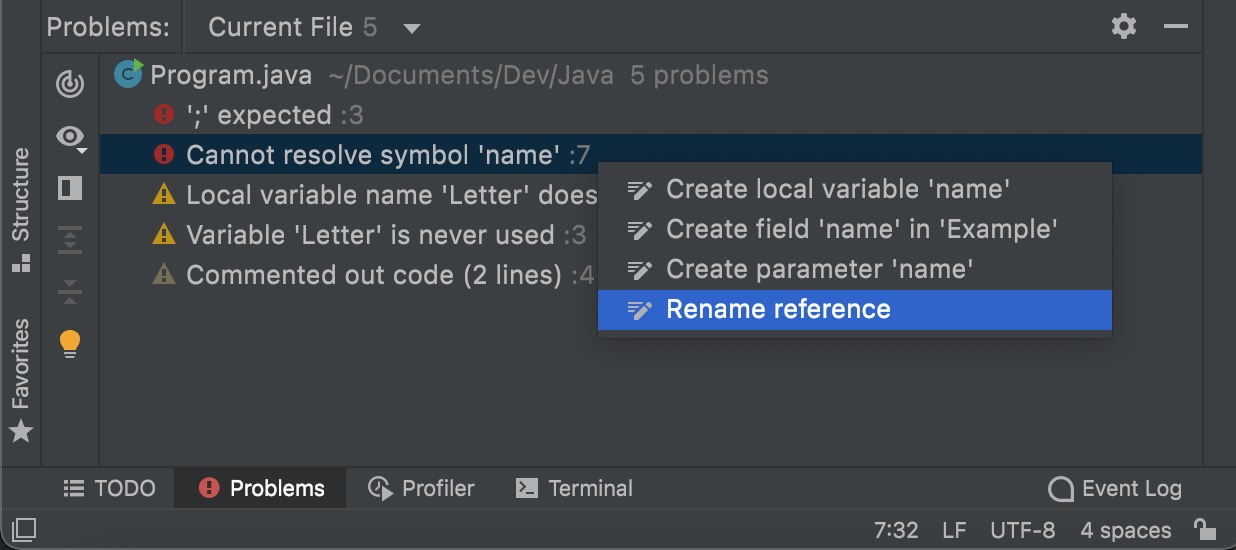 Problems: Current File 5
Program.java ~/Documents/Dev/Java 5 problems
';' expected :3
Cannot resolve symbol 'name' :7
Local variable name 'Letter' does
Variable 'Letter' is never used :3
Commented out code (2 lines) :4
Create local variable 'name'
Create field 'name' in 'Example'
Create parameter 'name'
Rename reference
Structure
Favorites
TODO Problems Profiler Terminal Event Log
7:32 LF UTF-8 4 spaces